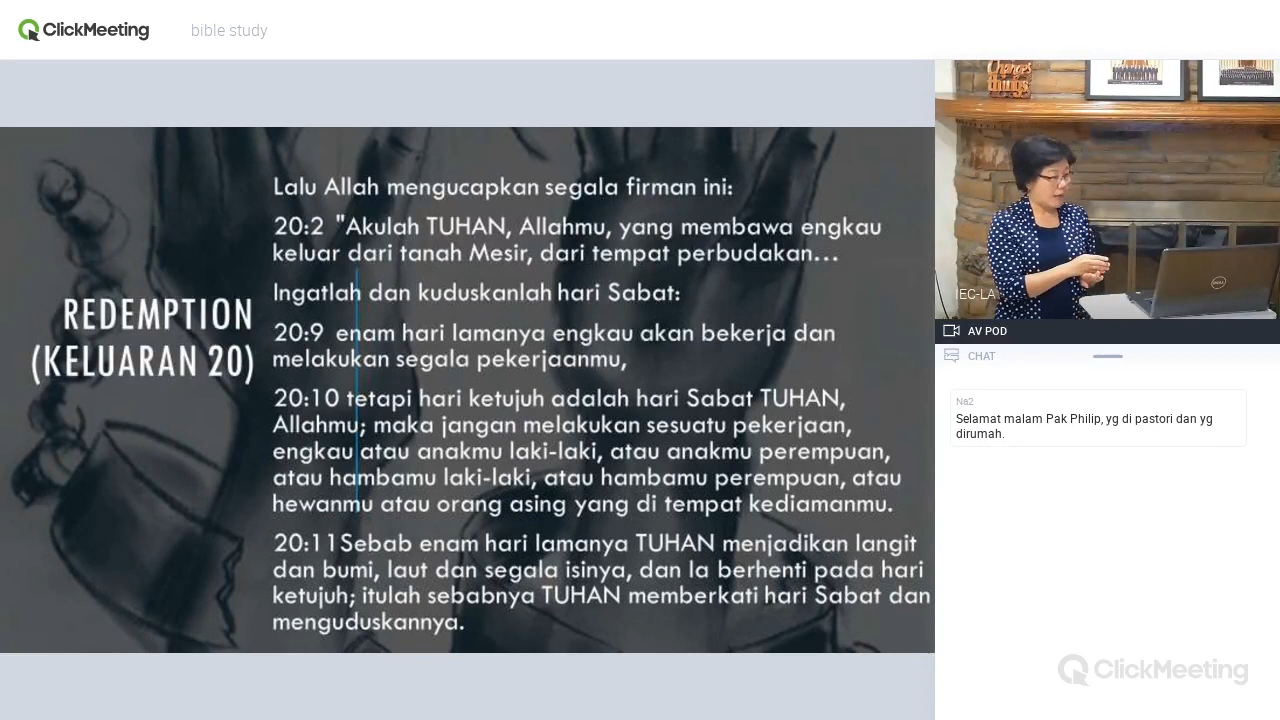 ClickMeeting
bible study
REDEMPTION
(KELUARAN 20)
Lalu Allah mengucapkan segala firman ini:
20:2 "Akulah TUHAN, Allahmu, yang membawa engkau
keluar dari tanah Mesir, dari tempat perbudakan...
Ingatlah dan kuduskanlah hari Sabat:
20:9 enam hari lamanya engkau akan bekerja dan
melakukan segala pekerjaanmu,
20:10 tetapi hari ketujuh adalah hari Sabat TUHAN,
Allahmu; maka jangan melakukan sesuatu pekerjaan,
engkau atau anakmu laki-laki, atau anakmu perempuan,
atau hambamu laki-laki, atau hambamu perempuan, atau
hewanmu atau orang asing yang di tempat kediamanmu.
20:11Sebab enam hari lamanya TUHAN menjadikan langit
dan bumi, laut dan segala isinya, dan Ia berhenti pada hari
ketujuh; itulah sebabnya TUHAN memberkati hari Sabat dan
menguduskannya.
Changes
things
IEC-LA
DELL
AV POD
CHAT
Na2
Selamat malam Pak Philip, yg di pastori dan yg
dirumah.
ClickMeeting